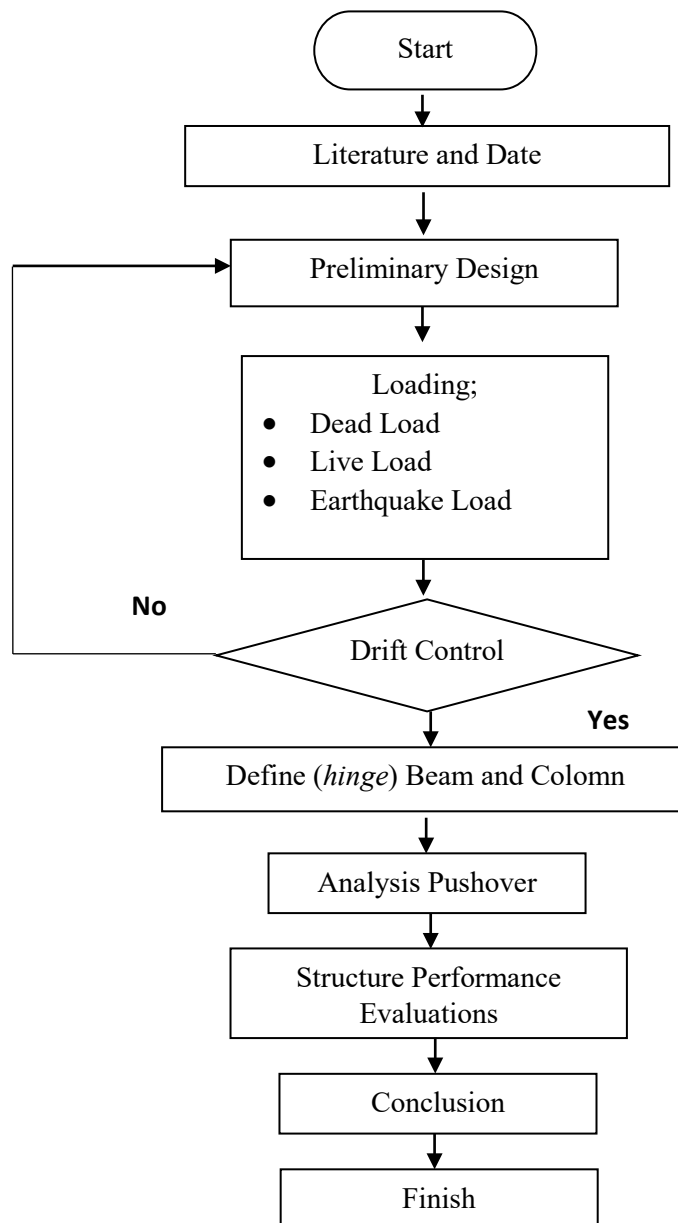 Start
Literature and Date
Preliminary Design
Loading;
• Dead Load
• Live Load
• Earthquake Load
No
Drift Control
Yes
Define (hinge) Beam and Colomn
Analysis Pushover
Structure Performance
Evaluations
Conclusion
Finish